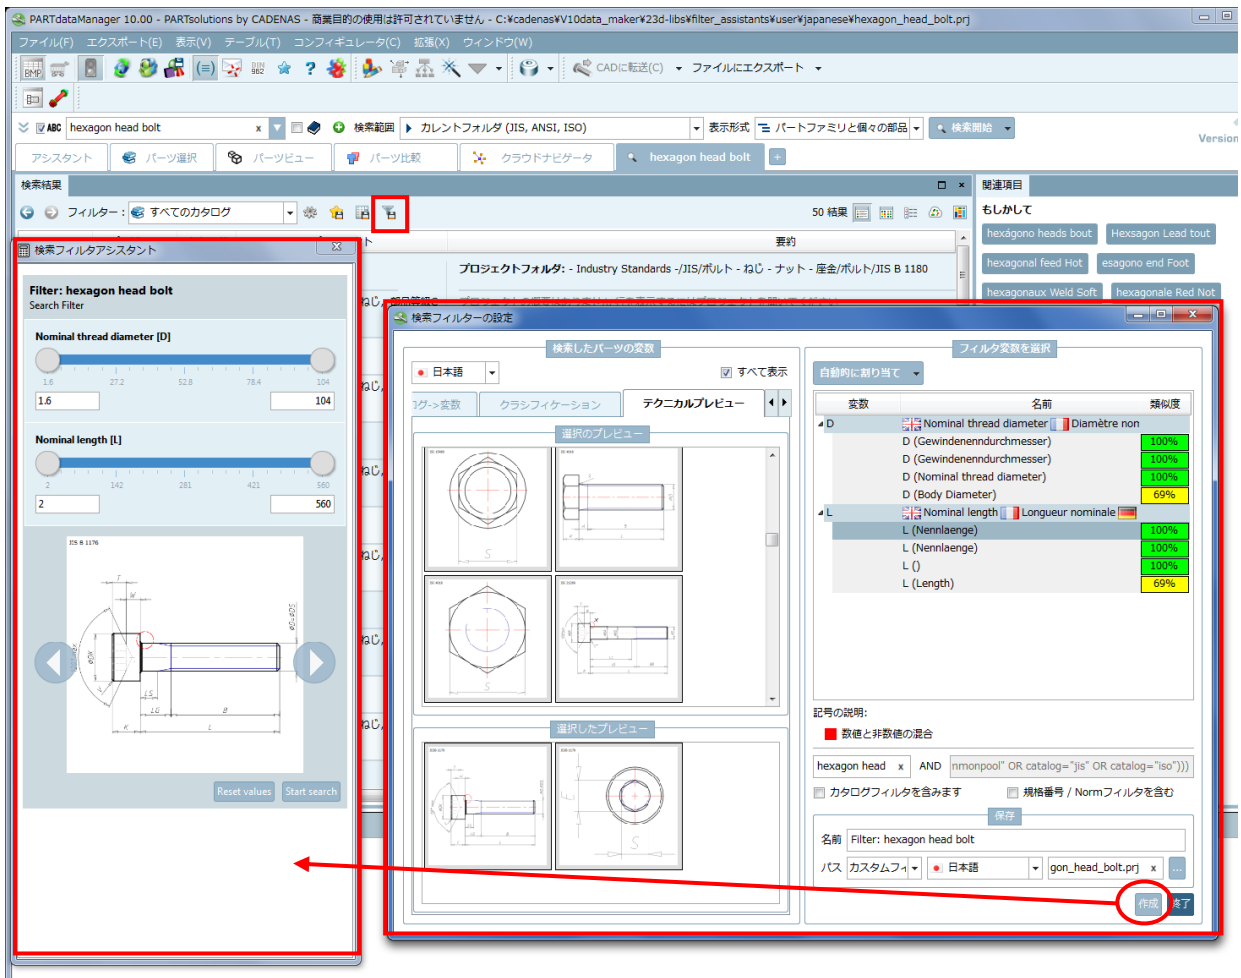 PARTdataManager 10.00 - PARTsolutions by CADENAS - 商業目的の使用は許可されていません - C:¥cadenas¥V10data_maker¥23d-libs¥filter_assistants¥user¥japanese¥hexagon_head_bolt.prj
ファイル(F) エクスポート(E) 表示(V) テーブル(T) コンフィギュレータ(C) 拡張(X) ウィンドウ(W)
BMP (=) DIN 962 ? CADに転送(C) ファイルにエクスポート
ABC hexagon head bolt x 検索範囲 カレントフォルダ (JIS, ANSI, ISO) 表示形式 パートファミリと個々の部品 検索開始
Version
アシスタント パーツ選択 パーツビュー パーツ比較 クラウドナビゲータ hexagon head bolt +
検索結果
フィルター : すべてのカタログ 50 結果
要約
プロジェクトフォルダ: - Industry Standards -/JIS/ボルト - ねじ - ナット - 座金/ボルト/JIS B 1180
関連項目
もしかして
hexágono heads bout Hexsagon Lead tout
hexagonal feed Hot esagono end Foot
hexagonaux Weld Soft hexagonale Red Not
検索フィルタアシスタント
Filter: hexagon head bolt
Search Filter
Nominal thread diameter [D]
1.6 27.2 52.8 78.4 104
1.6 104
Nominal length [L]
2 142 281 421 560
2 560
JIS B 1176
T
W
K
LS
LG B
K L
Reset values Start search
検索フィルターの設定
検索したパーツの変数
日本語 すべて表示
ログ->変数 クラシフィケーション テクニカルプレビュー
選択のプレビュー
S
S
選択したプレビュー
S
フィルタ変数を選択
自動的に割り当て
変数 名前 類似度
D Nominal thread diameter Diamètre non
D (Gewindenenndurchmesser) 100%
D (Gewindenenndurchmesser) 100%
D (Nominal thread diameter) 100%
D (Body Diameter) 69%
L Nominal length Longueur nominale
L (Nennlaenge) 100%
L (Nennlaenge) 100%
L () 100%
L (Length) 69%
記号の説明:
数値と非数値の混合
hexagon head x AND nmonpool" OR catalog="jis" OR catalog="iso")))
カタログフィルタを含みます 規格番号 / Normフィルタを含む
保存
名前 Filter: hexagon head bolt
パス カスタムフィ 日本語 gon_head_bolt.prj x ...
作成 終了